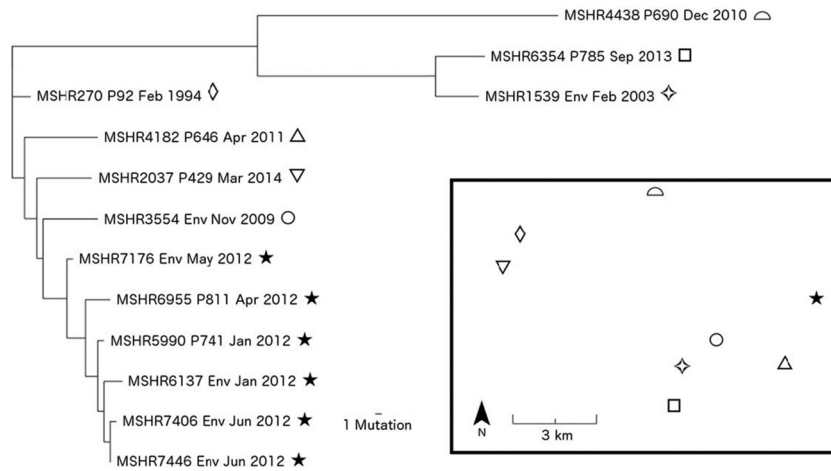 MSHR4438 P690 Dec 2010
MSHR6354 P785 Sep 2013
MSHR1539 Env Feb 2003
MSHR270 P92 Feb 1994
MSHR4182 P646 Apr 2011
MSHR2037 P429 Mar 2014
MSHR3554 Env Nov 2009
MSHR7176 Env May 2012
MSHR6955 P811 Apr 2012
MSHR5990 P741 Jan 2012
MSHR6137 Env Jan 2012
MSHR7406 Env Jun 2012
MSHR7446 Env Jun 2012
1 Mutation
N
3 km